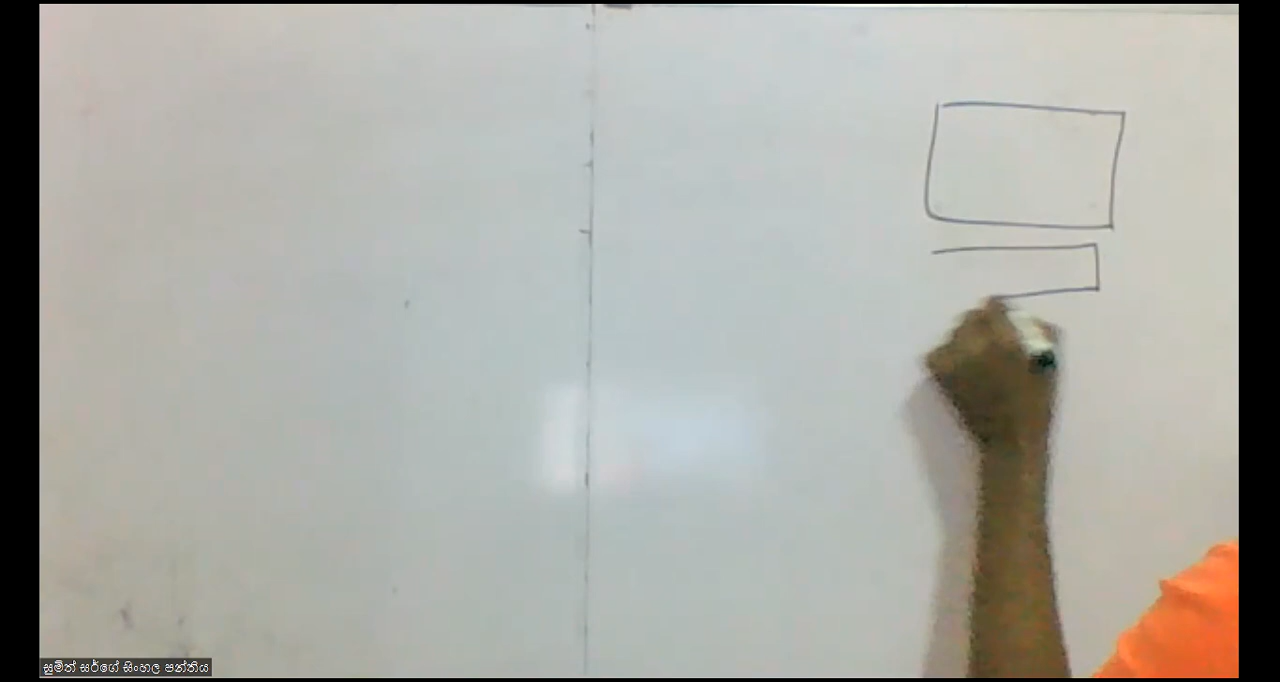 සුමිත් සර්ගේ සිංහල පන්තිය